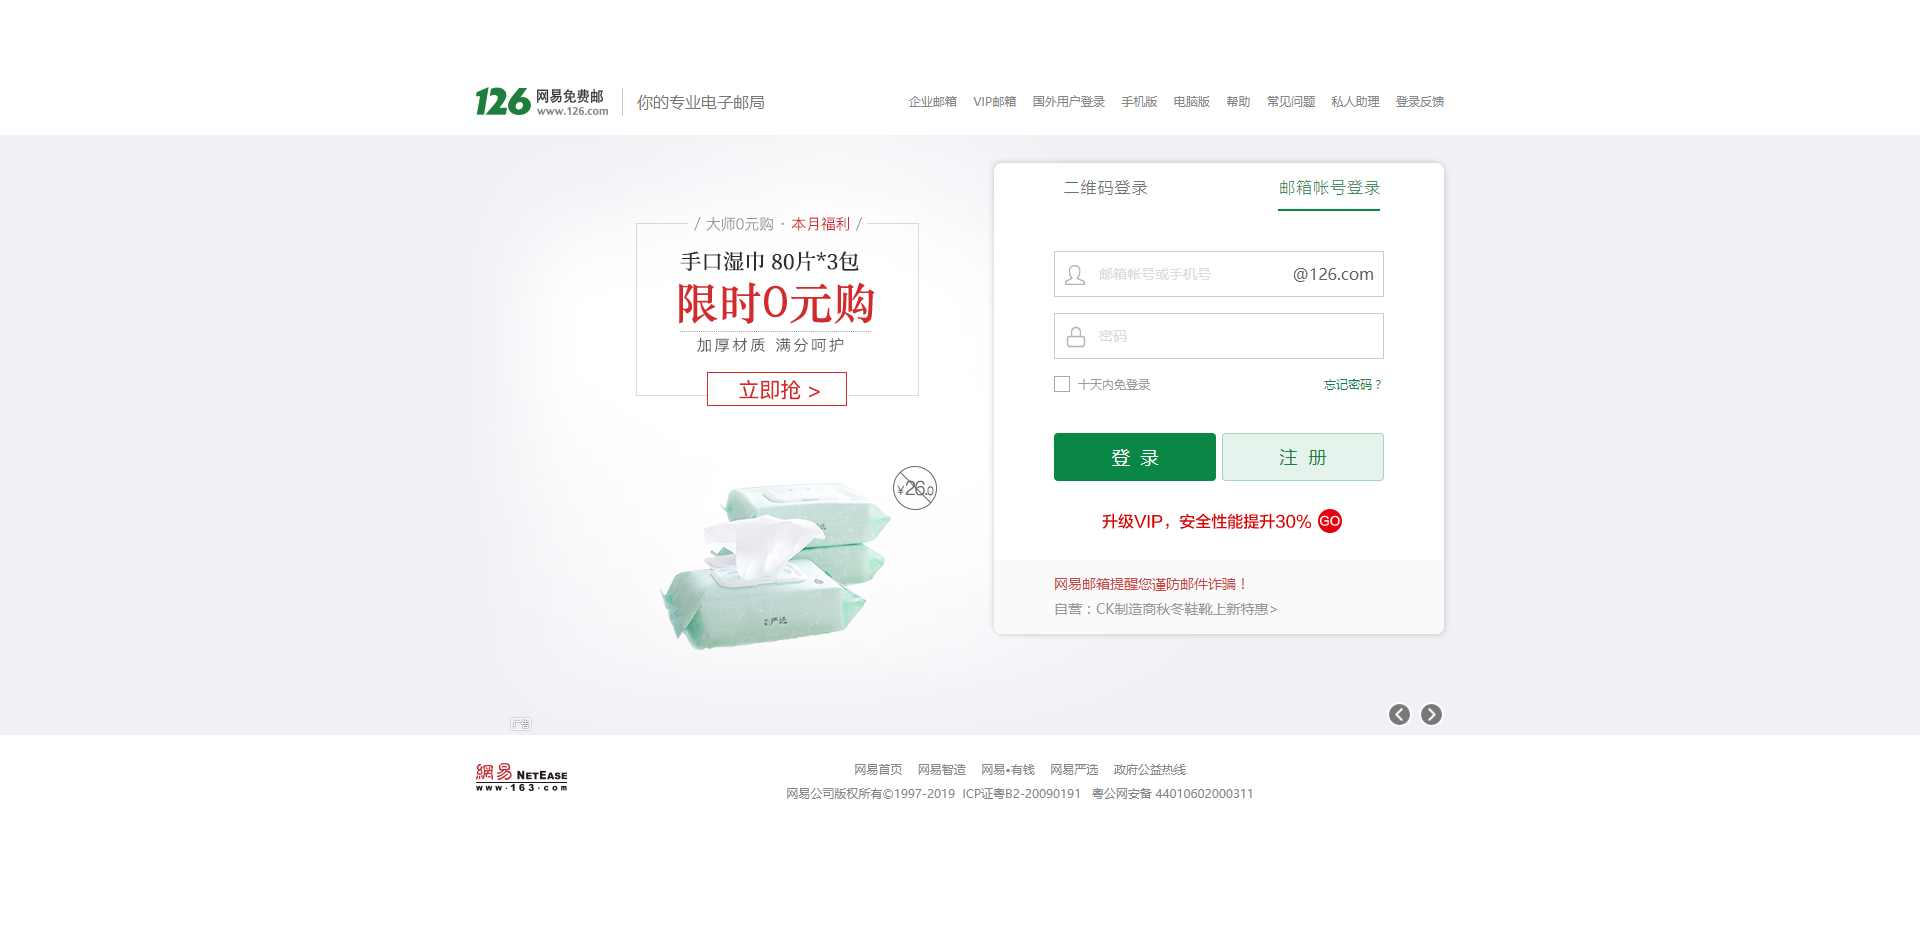 126 网易免费邮
www.126.com
你的专业电子邮局
企业邮箱 VIP邮箱 国外用户登录 手机版 电脑版 帮助 常见问题 私人助理 登录反馈
/ 大师0元购 · 本月福利 /
手口湿巾 80片*3包
限时0元购
加厚材质 满分呵护
立即抢 >
¥26.0
严选
广告
二维码登录 邮箱帐号登录
邮箱帐号或手机号 @126.com
密码
十天内免登录 忘记密码？
登 录 注 册
升级VIP，安全性能提升30% GO
网易邮箱提醒您谨防邮件诈骗！
自营：CK制造商秋冬鞋靴上新特惠>
網易 NETEASE
www.163.com
网易首页 网易智造 网易•有钱 网易严选 政府公益热线
网易公司版权所有©1997-2019 ICP证粤B2-20090191 粤公网安备 44010602000311